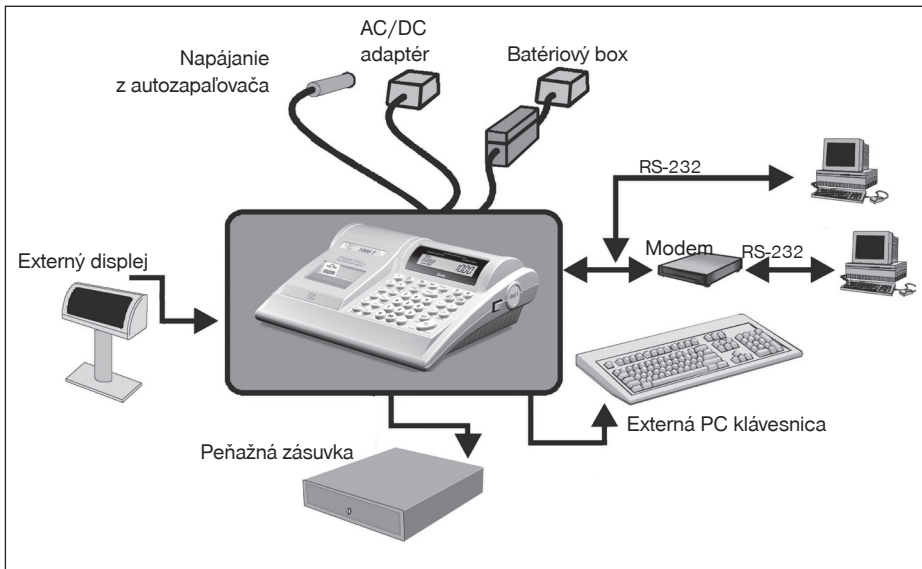 Napájanie
z autozapaľovača
AC/DC
adaptér
Batériový box
RS-232
Externý displej
Modem
RS-232
Externá PC klávesnica
Peňažná zásuvka